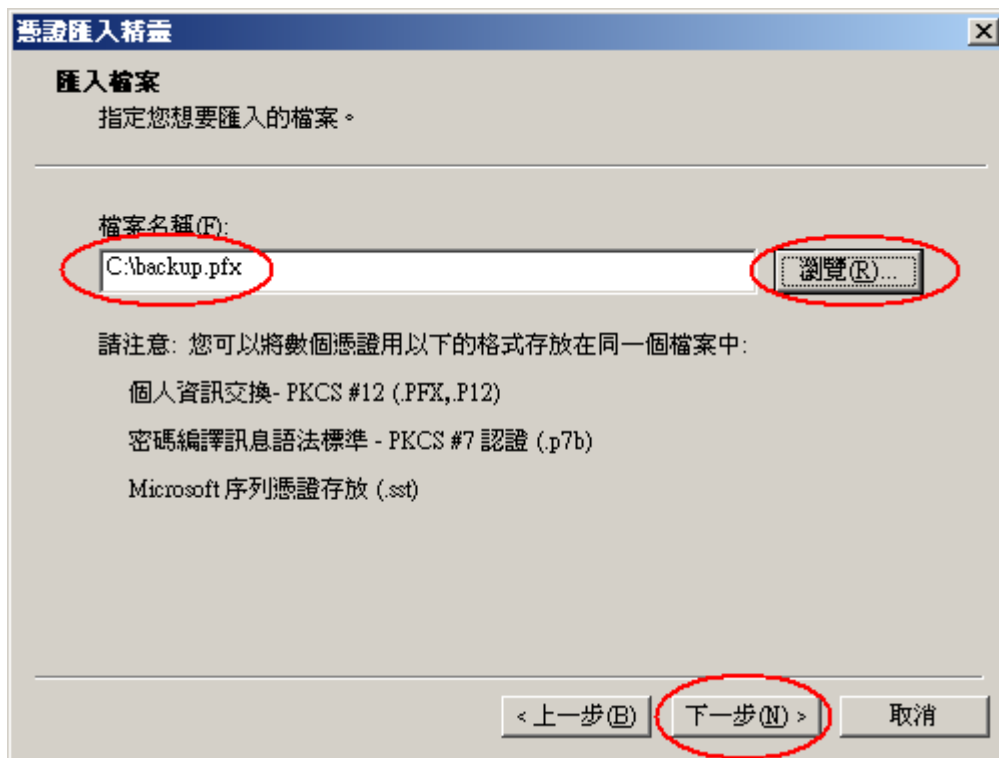 憑證匯入精靈
匯入檔案
指定您想要匯入的檔案。
檔案名稱(F):
C:\backup.pfx
瀏覽(R)...
請注意: 您可以將數個憑證用以下的格式存放在同一個檔案中:
個人資訊交換- PKCS #12 (.PFX,.P12)
密碼編譯訊息語法標準 - PKCS #7 認證 (.p7b)
Microsoft 序列憑證存放 (.sst)
< 上一步(B)
下一步(N) >
取消